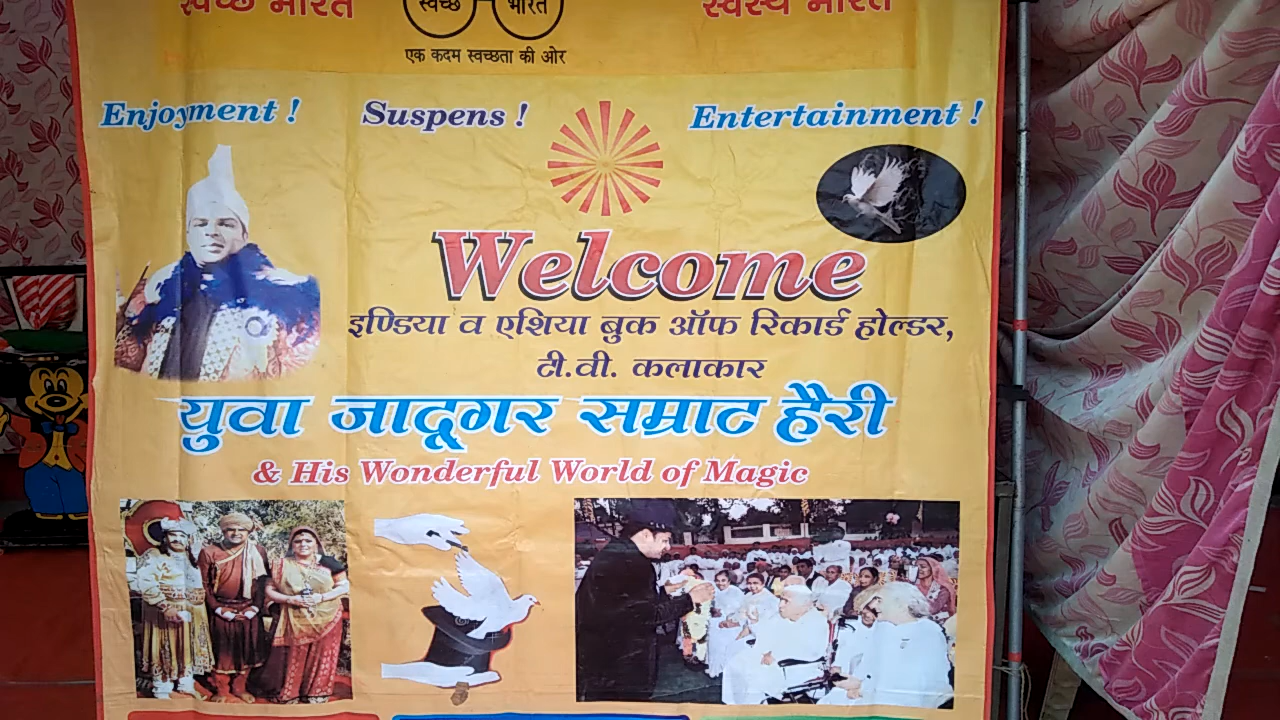 स्वच्छ भारत स्वच्छ भारत स्वस्थ भारत
एक कदम स्वच्छता की ओर
Enjoyment ! Suspens ! Entertainment !
Welcome
इण्डिया व एशिया बुक ऑफ रिकार्ड होल्डर,
टी.वी. कलाकार
युवा जादूगर सम्राट हैरी
& His Wonderful World of Magic